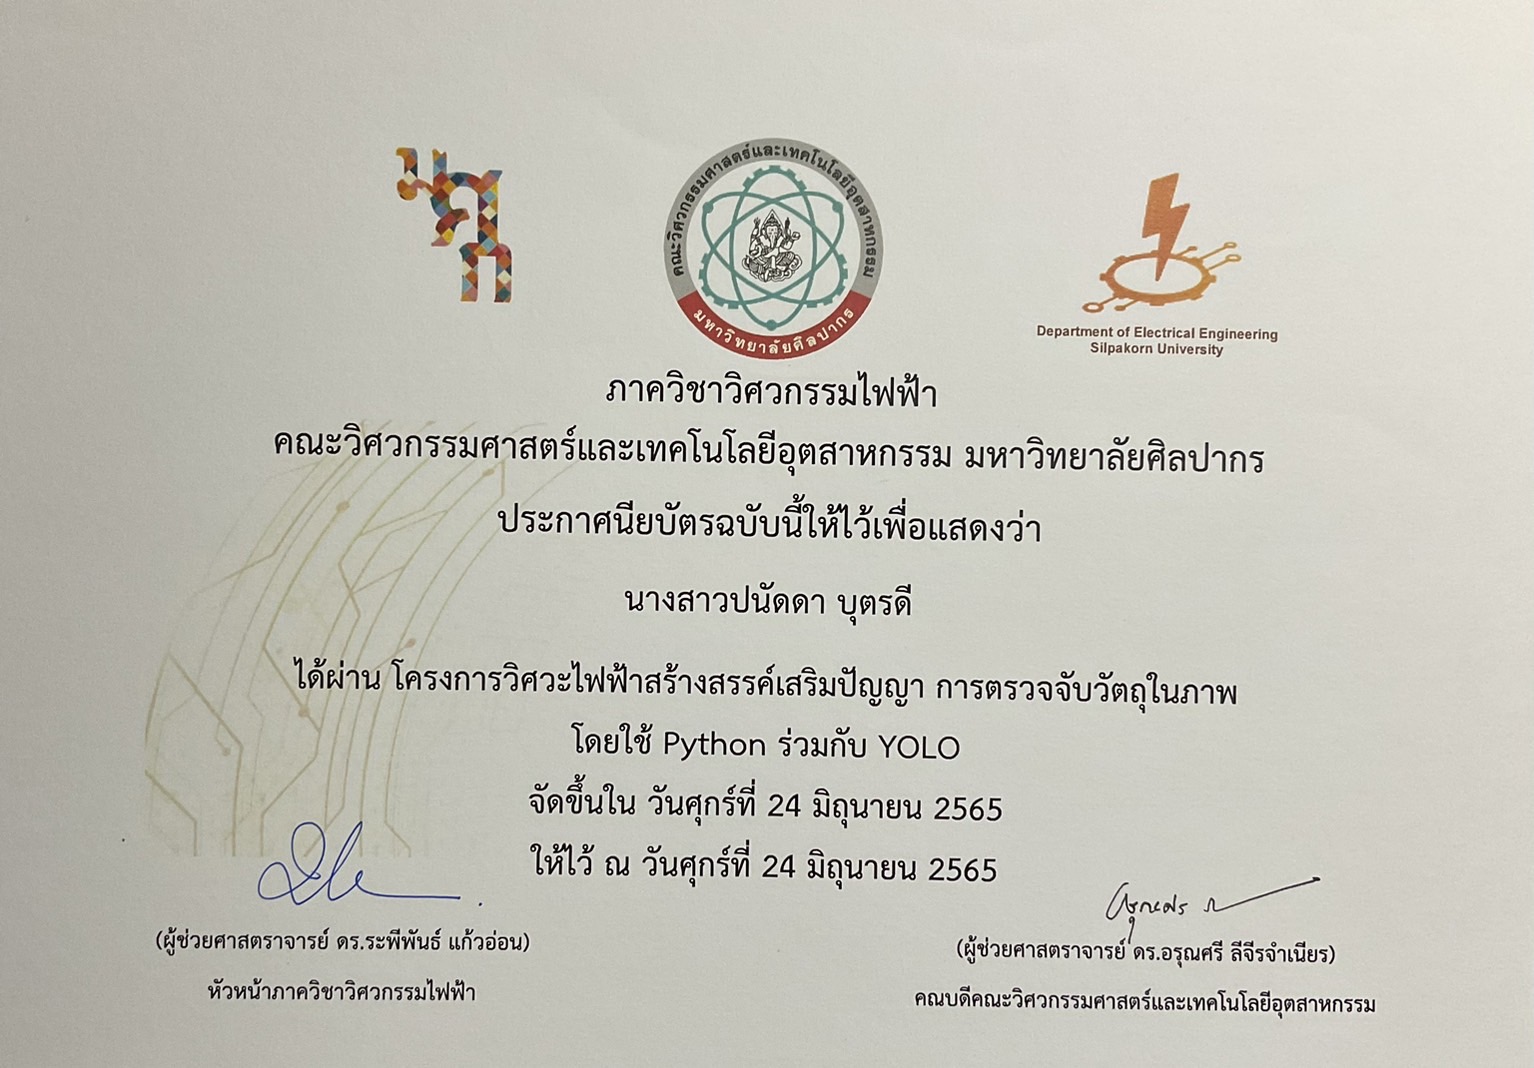 มศก
คณะวิศวกรรมศาสตร์และเทคโนโลยีอุตสาหกรรม
มหาวิทยาลัยศิลปากร
Department of Electrical Engineering
Silpakorn University
ภาควิชาวิศวกรรมไฟฟ้า
คณะวิศวกรรมศาสตร์และเทคโนโลยีอุตสาหกรรม มหาวิทยาลัยศิลปากร
ประกาศนียบัตรฉบับนี้ให้ไว้เพื่อแสดงว่า
นางสาวปนัดดา บุตรดี
ได้ผ่าน โครงการวิศวะไฟฟ้าสร้างสรรค์เสริมปัญญา การตรวจจับวัตถุในภาพ
โดยใช้ Python ร่วมกับ YOLO
จัดขึ้นใน วันศุกร์ที่ 24 มิถุนายน 2565
ให้ไว้ ณ วันศุกร์ที่ 24 มิถุนายน 2565
(ผู้ช่วยศาสตราจารย์ ดร.ระพีพันธ์ แก้วอ่อน)
หัวหน้าภาควิชาวิศวกรรมไฟฟ้า
(ผู้ช่วยศาสตราจารย์ ดร.อรุณศรี ลีจีรจำเนียร)
คณบดีคณะวิศวกรรมศาสตร์และเทคโนโลยีอุตสาหกรรม